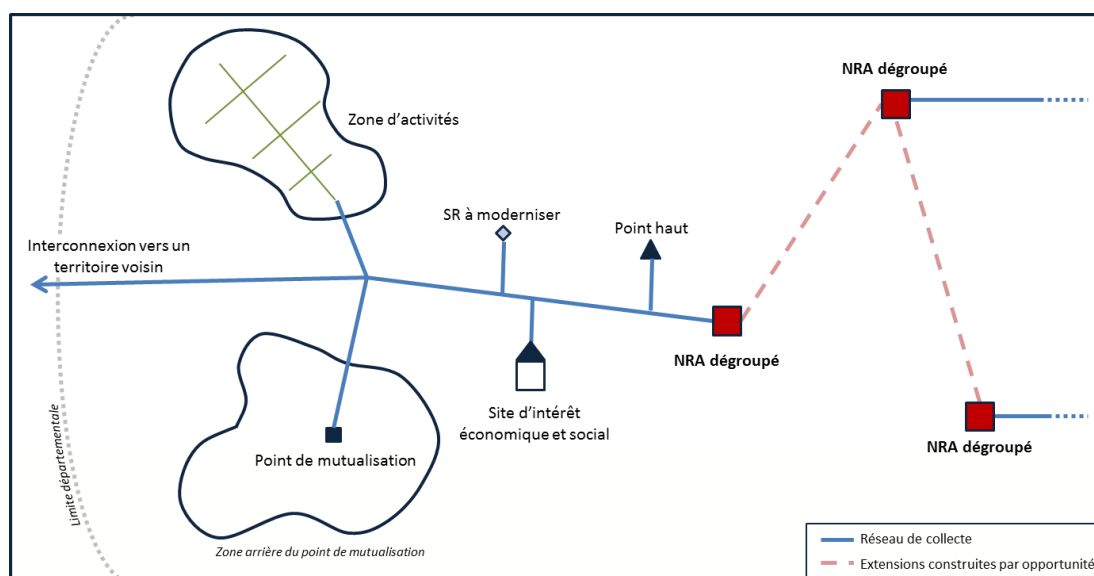 NRA dégroupé
Zone d'activités
SR à moderniser
Point haut
Interconnexion vers un
territoire voisin
NRA dégroupé
Site d'intérêt
économique et social
NRA dégroupé
Point de mutualisation
Limite départementale
Zone arrière du point de mutualisation
Réseau de collecte
Extensions construites par opportunité